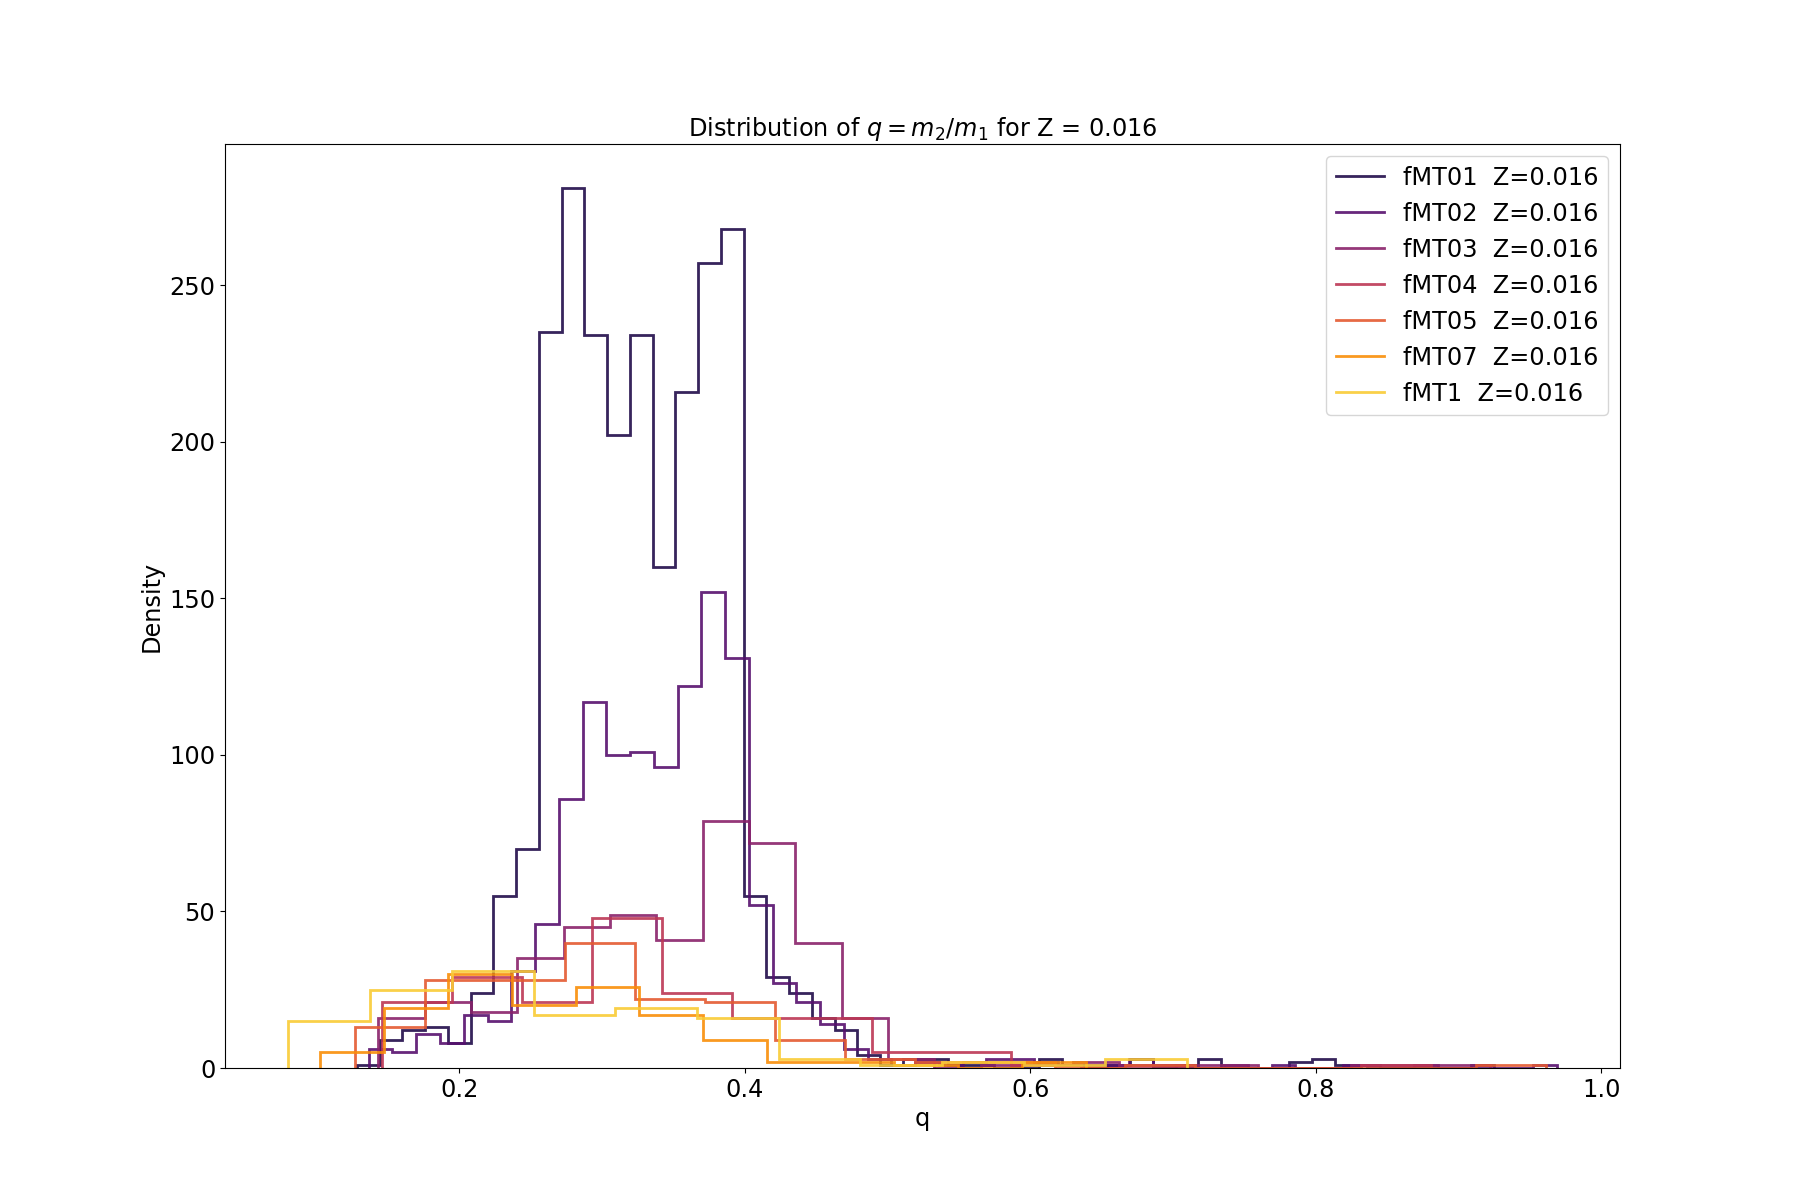 Distribution of q = m₂/m₁ for Z = 0.016
fMT01 Z=0.016
fMT02 Z=0.016
fMT03 Z=0.016
fMT04 Z=0.016
fMT05 Z=0.016
fMT07 Z=0.016
fMT1 Z=0.016
Density
250
200
150
100
50
0
0.2 0.4 0.6 0.8 1.0
q